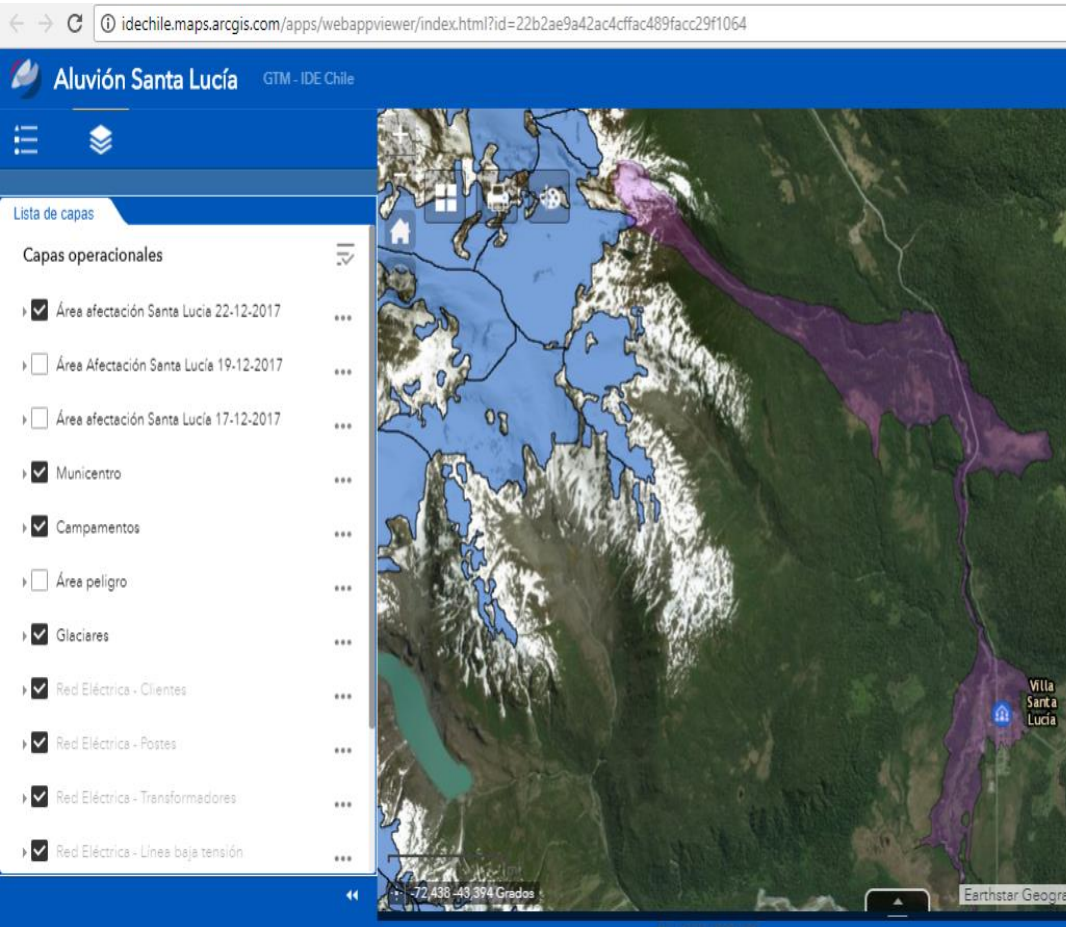 idechile.maps.arcgis.com/apps/webappviewer/index.html?id=22b2ae9a42ac4cffac489facc29f1064
Aluvión Santa Lucía GTM - IDE Chile
Lista de capas
Capas operacionales
Área afectación Santa Lucia 22-12-2017
Área Afectación Santa Lucía 19-12-2017
Área afectación Santa Lucía 17-12-2017
Municentro
Campamentos
Área peligro
Glaciares
Red Eléctrica - Clientes
Red Eléctrica - Postes
Red Eléctrica - Transformadores
Red Eléctrica - Linea baja tensión
Villa
Santa
Lucía
-72,438 -43,394 Grados
Earthstar Geogra